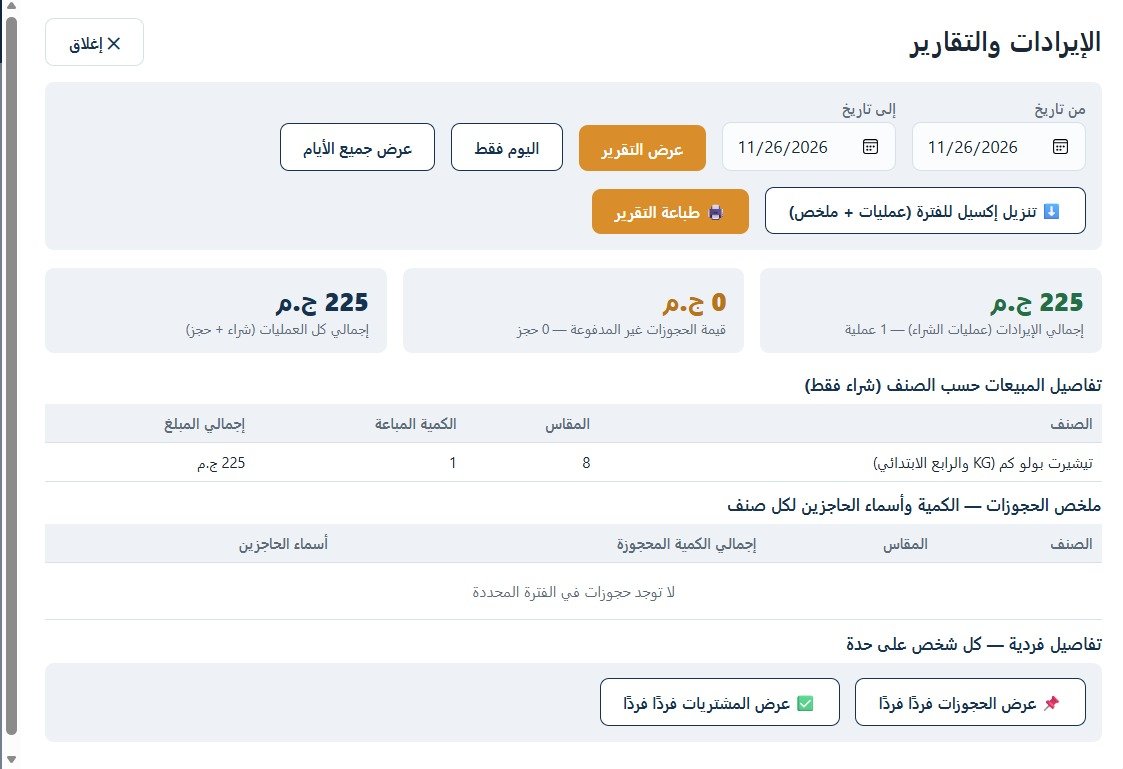 الإيرادات والتقارير
× إغلاق
من تاريخ
إلى تاريخ
11/26/2026
11/26/2026
عرض التقرير
اليوم فقط
عرض جميع الأيام
⬇️ تنزيل إكسيل للفترة (عمليات + ملخص)
🖨️ طباعة التقرير
225 ج.م
إجمالي الإيرادات (عمليات الشراء) — 1 عملية
0 ج.م
قيمة الحجوزات غير المدفوعة — 0 حجز
225 ج.م
إجمالي كل العمليات (شراء + حجز)
تفاصيل المبيعات حسب الصنف (شراء فقط)
الصنف المقاس الكمية المباعة إجمالي المبلغ
تيشيرت بولو كم (KG والرابع الابتدائي) 8 1 225 ج.م
ملخص الحجوزات — الكمية وأسماء الحاجزين لكل صنف
الصنف المقاس إجمالي الكمية المحجوزة أسماء الحاجزين
لا توجد حجوزات في الفترة المحددة
تفاصيل فردية — كل شخص على حدة
📌 عرض الحجوزات فردًا فردًا
✅ عرض المشتريات فردًا فردًا